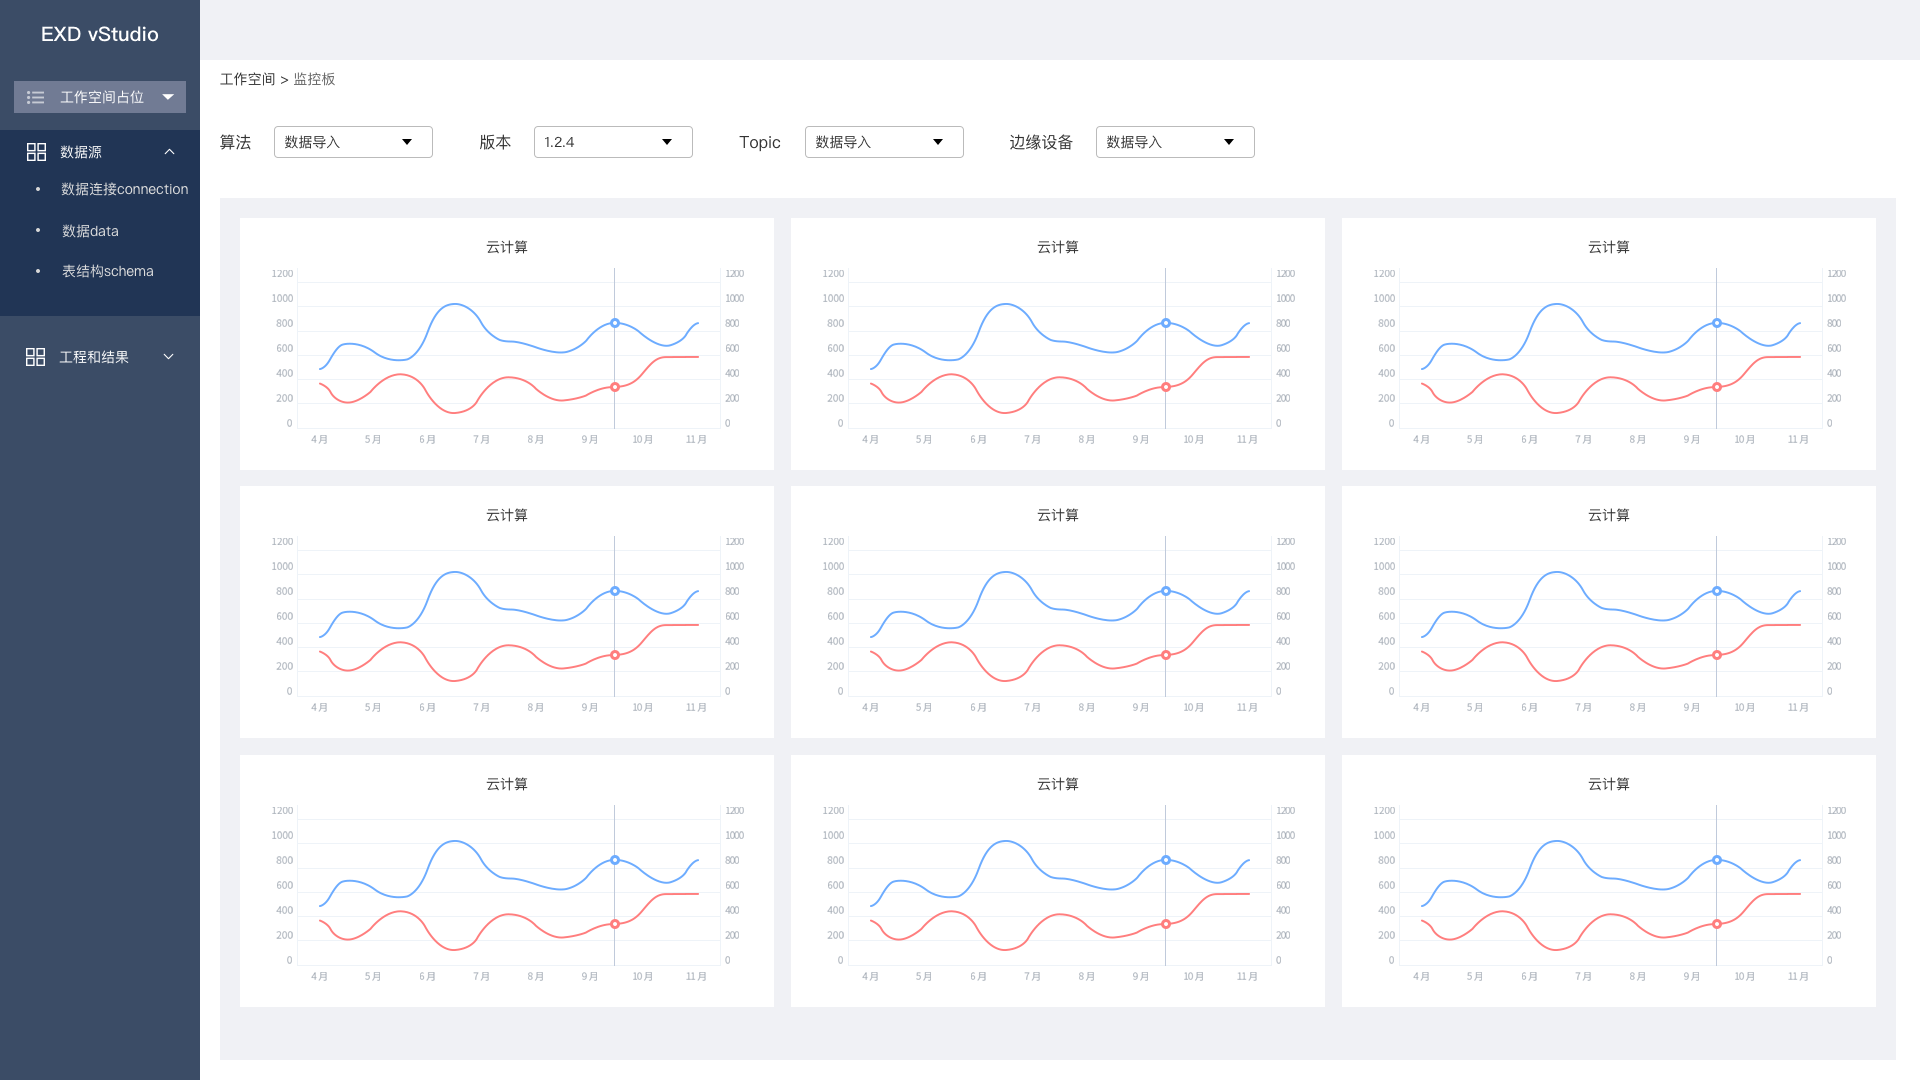 EXD vStudio
工作空间占位
数据源
数据连接connection
数据data
表结构schema
工程和结果
工作空间 > 监控板
算法 数据导入 版本 1.2.4 Topic 数据导入 边缘设备 数据导入
云计算 云计算 云计算
1200 1200 1200 1200 1200 1200
1000 1000 1000 1000 1000 1000
800 800 800 800 800 800
600 600 600 600 600 600
400 400 400 400 400 400
200 200 200 200 200 200
0 0 0 0 0 0
4月 5月 6月 7月 8月 9月 10月 11月 4月 5月 6月 7月 8月 9月 10月 11月 4月 5月 6月 7月 8月 9月 10月 11月
云计算 云计算 云计算
1200 1200 1200 1200 1200 1200
1000 1000 1000 1000 1000 1000
800 800 800 800 800 800
600 600 600 600 600 600
400 400 400 400 400 400
200 200 200 200 200 200
0 0 0 0 0 0
4月 5月 6月 7月 8月 9月 10月 11月 4月 5月 6月 7月 8月 9月 10月 11月 4月 5月 6月 7月 8月 9月 10月 11月
云计算 云计算 云计算
1200 1200 1200 1200 1200 1200
1000 1000 1000 1000 1000 1000
800 800 800 800 800 800
600 600 600 600 600 600
400 400 400 400 400 400
200 200 200 200 200 200
0 0 0 0 0 0
4月 5月 6月 7月 8月 9月 10月 11月 4月 5月 6月 7月 8月 9月 10月 11月 4月 5月 6月 7月 8月 9月 10月 11月